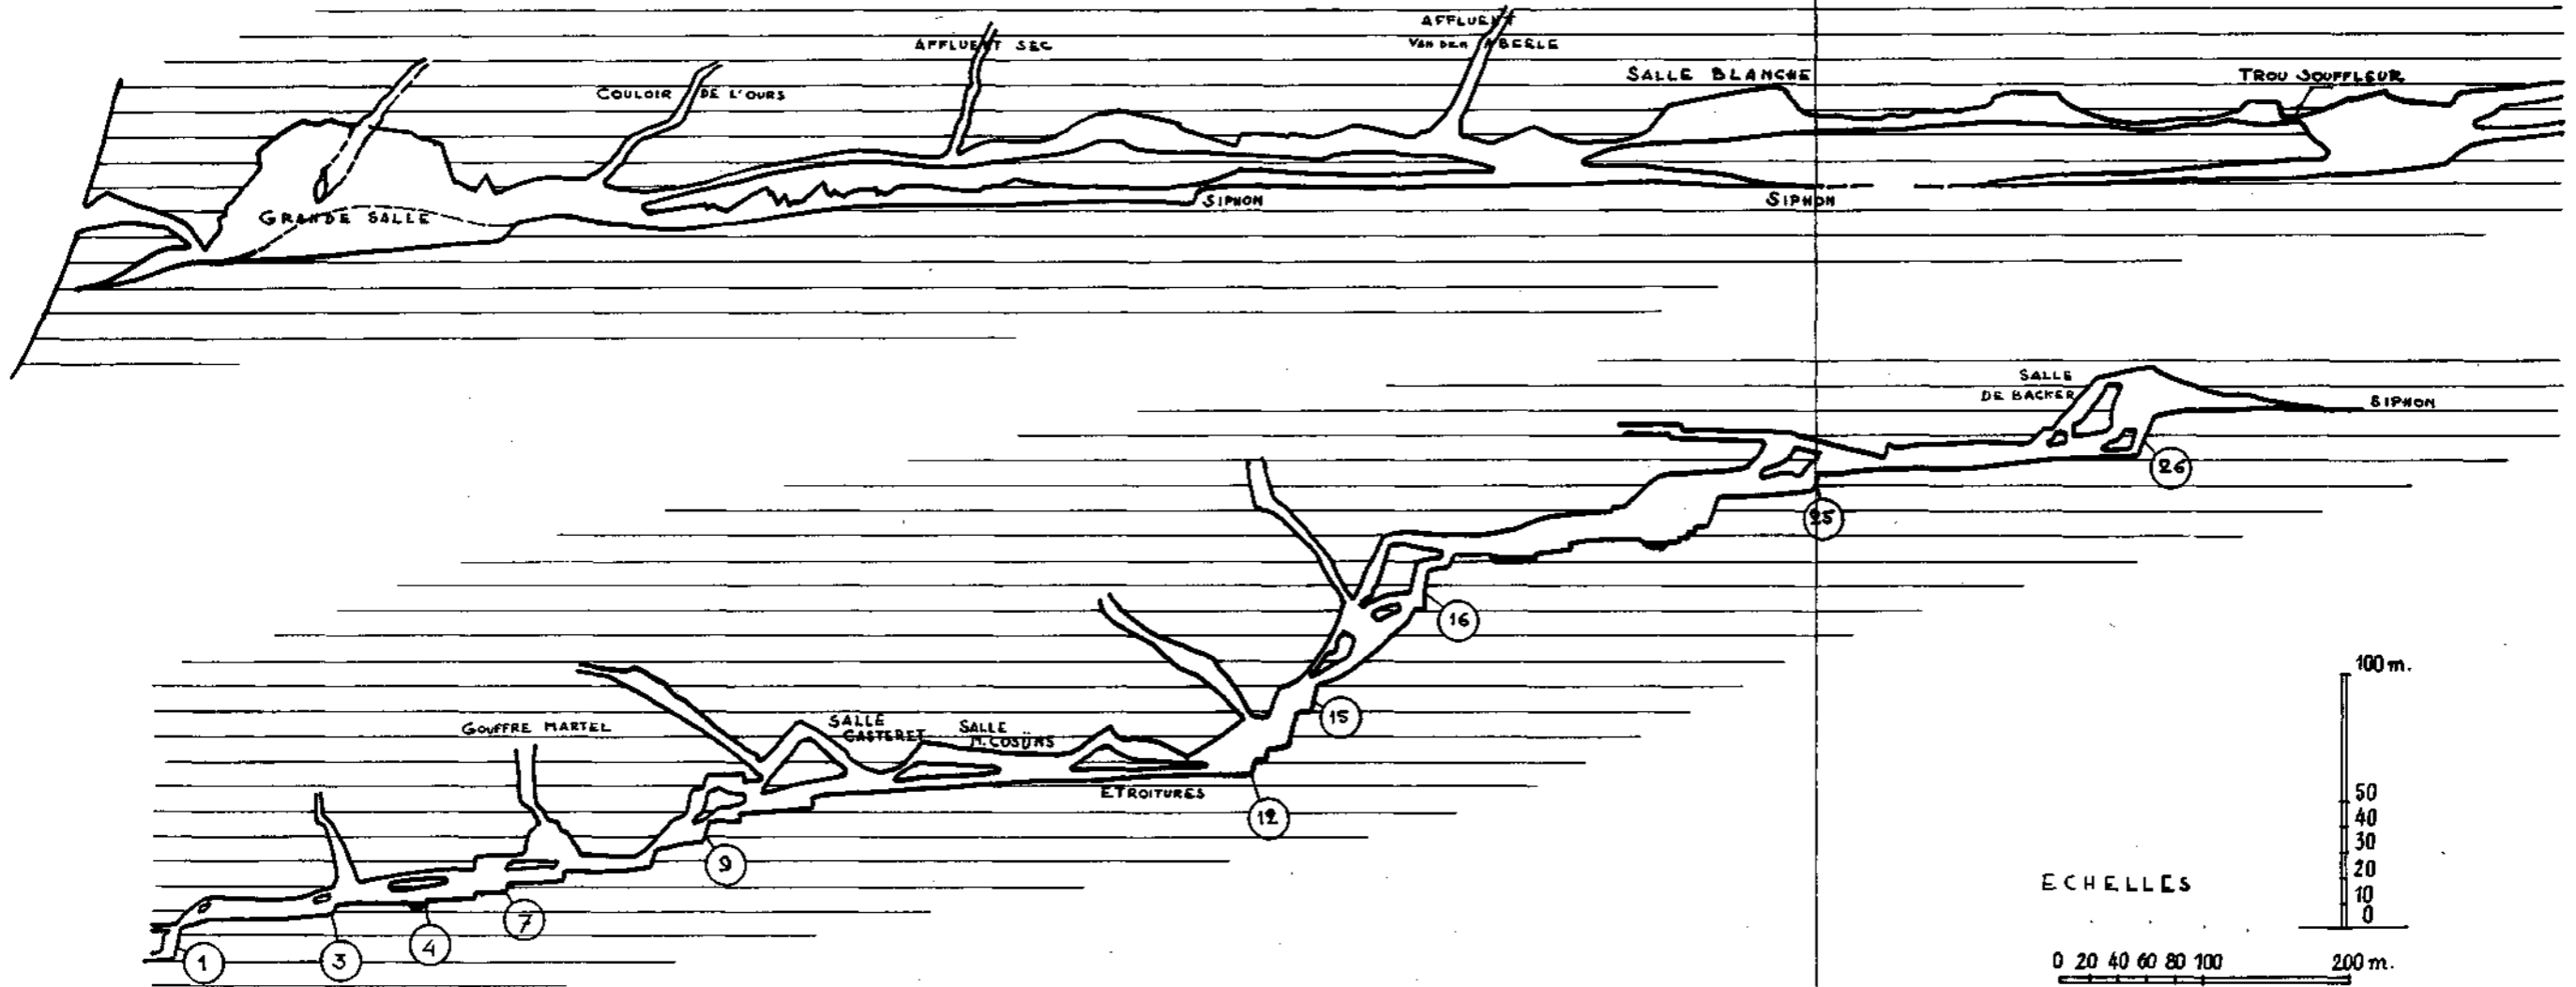 AFFLUENT
AFFLUENT SEC
VAN DER ABEELE
SALLE BLANCHE
TROU SOUFFLEUR
COULOIR DE L'OURS
GRANDE SALLE
SIPHON
SIPHON
SALLE
DE BACKER
SIPHON
26
25
16
100 m.
15
GOUFFRE MARTEL
SALLE
CASTERET
SALLE
M. COSŸNS
ETROITURES
12
50
40
30
20
10
0
9
ECHELLES
7
4
3
1
0 20 40 60 80 100 200 m.